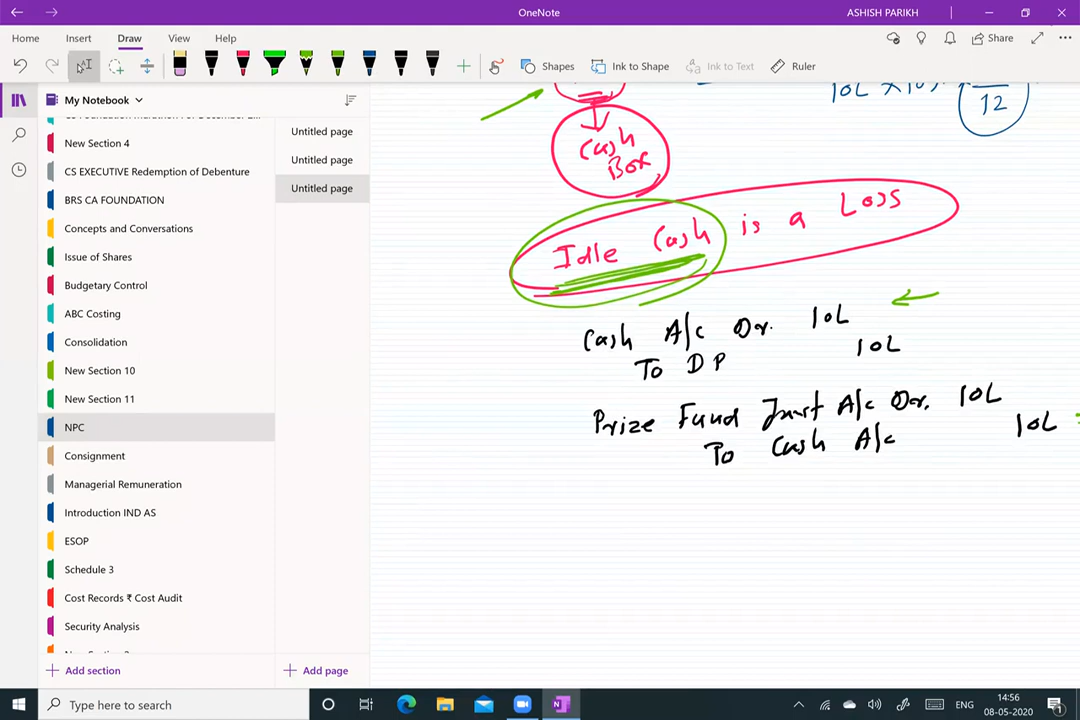 OneNote
ASHISH PARIKH
Home Insert Draw View Help
Share
Shapes
Ink to Shape
Ink to Text
Ruler
My Notebook
New Section 4
CS EXECUTIVE Redemption of Debenture
BRS CA FOUNDATION
Concepts and Conversations
Issue of Shares
Budgetary Control
ABC Costing
Consolidation
New Section 10
New Section 11
NPC
Consignment
Managerial Remuneration
Introduction IND AS
ESOP
Schedule 3
Cost Records ₹ Cost Audit
Security Analysis
Add section
Untitled page
Untitled page
Untitled page
Add page
12
Cash
Box
Idle Cash is a Loss
Cash A/c Dr. 10L
To DP 10L
Prize Fund Invt A/c Dr. 10L
To Cash A/c 10L
Type here to search
ENG
14:56
08-05-2020